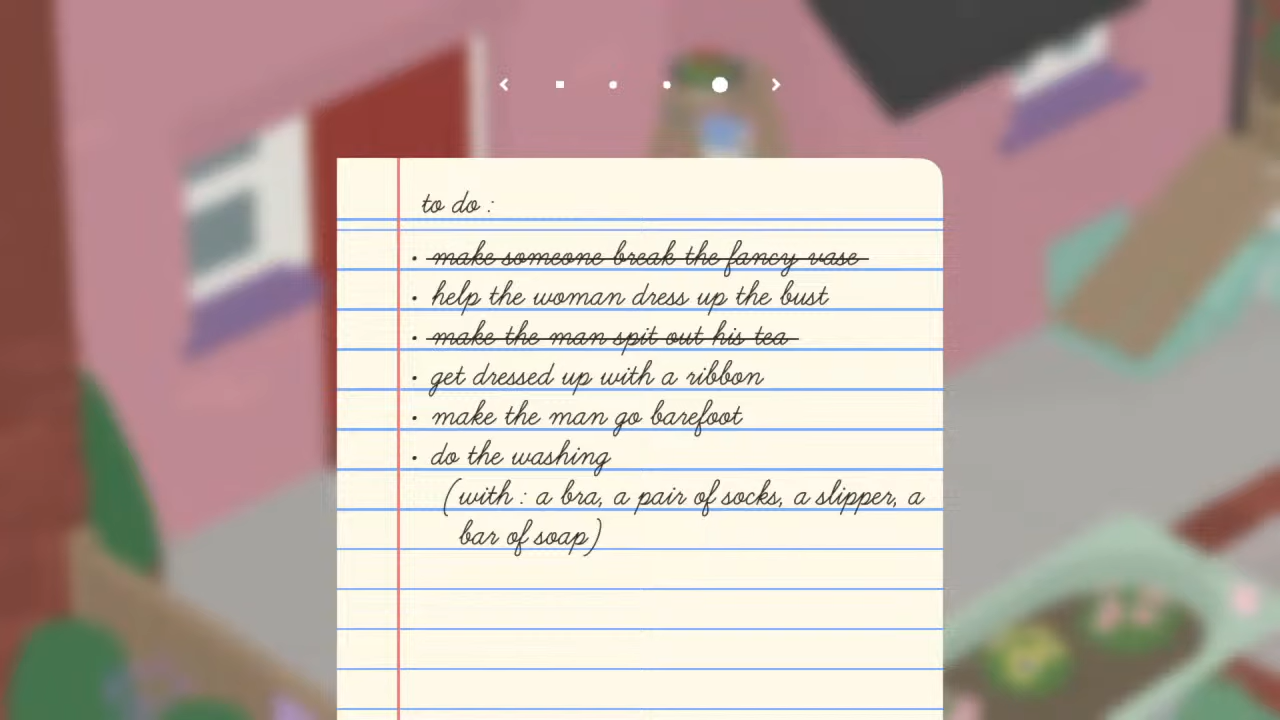 to do :
• make someone break the fancy vase
• help the woman dress up the bust
• make the man spit out his tea
• get dressed up with a ribbon
• make the man go barefoot
• do the washing
(with : a bra, a pair of socks, a slipper, a
bar of soap)